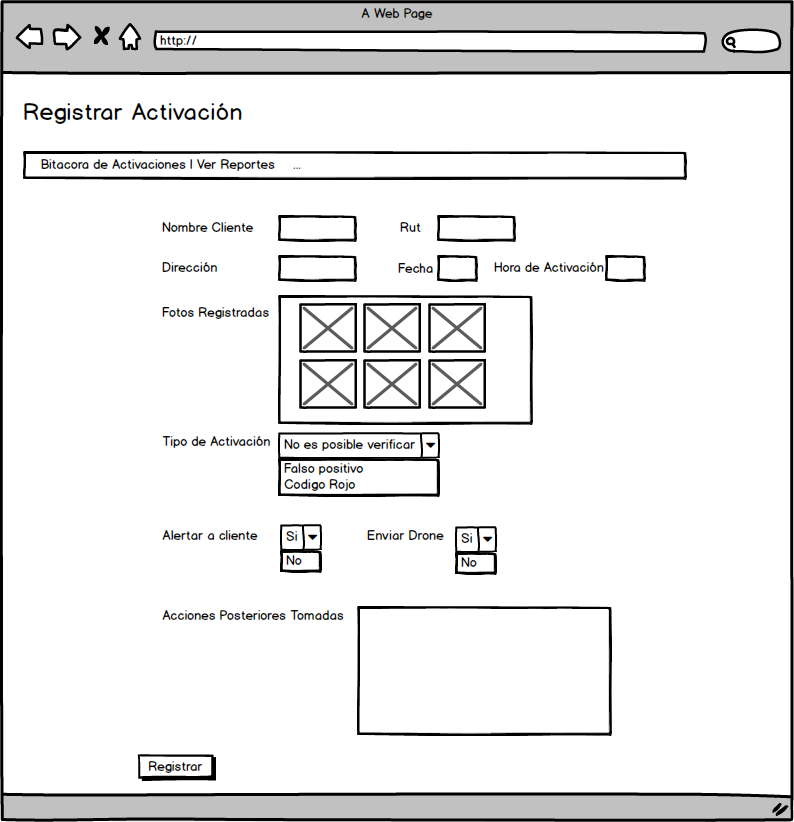 A Web Page
http://
Registrar Activación
Bitacora de Activaciones | Ver Reportes ...
Nombre Cliente Rut
Dirección Fecha Hora de Activación
Fotos Registradas
Tipo de Activación No es posible verificar
Falso positivo
Codigo Rojo
Alertar a cliente Si Enviar Drone Si
No No
Acciones Posteriores Tomadas
Registrar